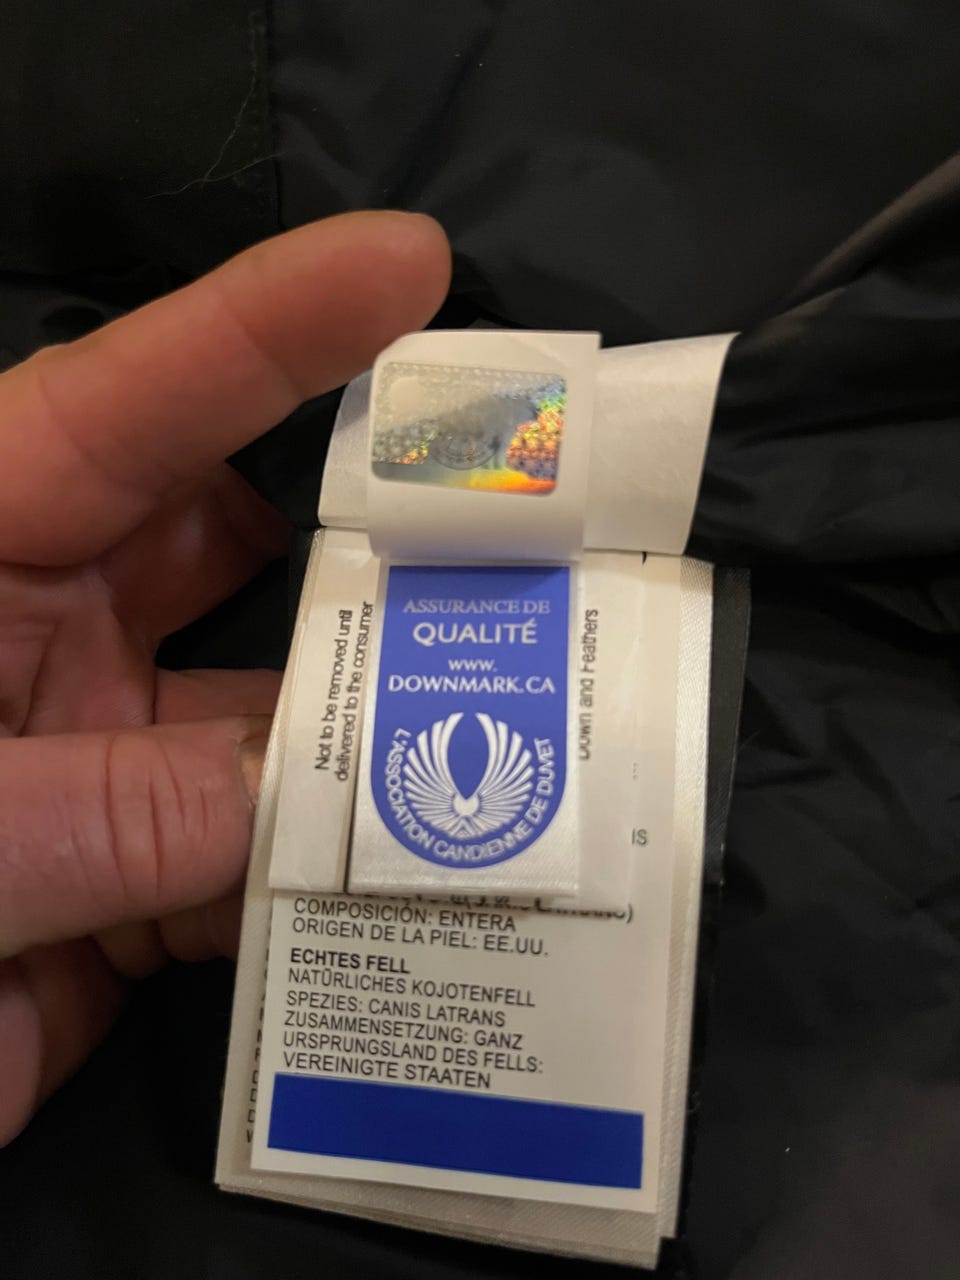 ASSURANCE DE
QUALITÉ
www.
DOWNMARK.CA
L'ASSOCIATION CANDIENNE DE DUVET
Not to be removed until
delivered to the consumer
Down and Feathers
IS
COMPOSICIÓN: ENTERA
ORIGEN DE LA PIEL: EE.UU.
ECHTES FELL
NATÜRLICHES KOJOTENFELL
SPEZIES: CANIS LATRANS
ZUSAMMENSETZUNG: GANZ
URSPRUNGSLAND DES FELLS:
VEREINIGTE STAATEN